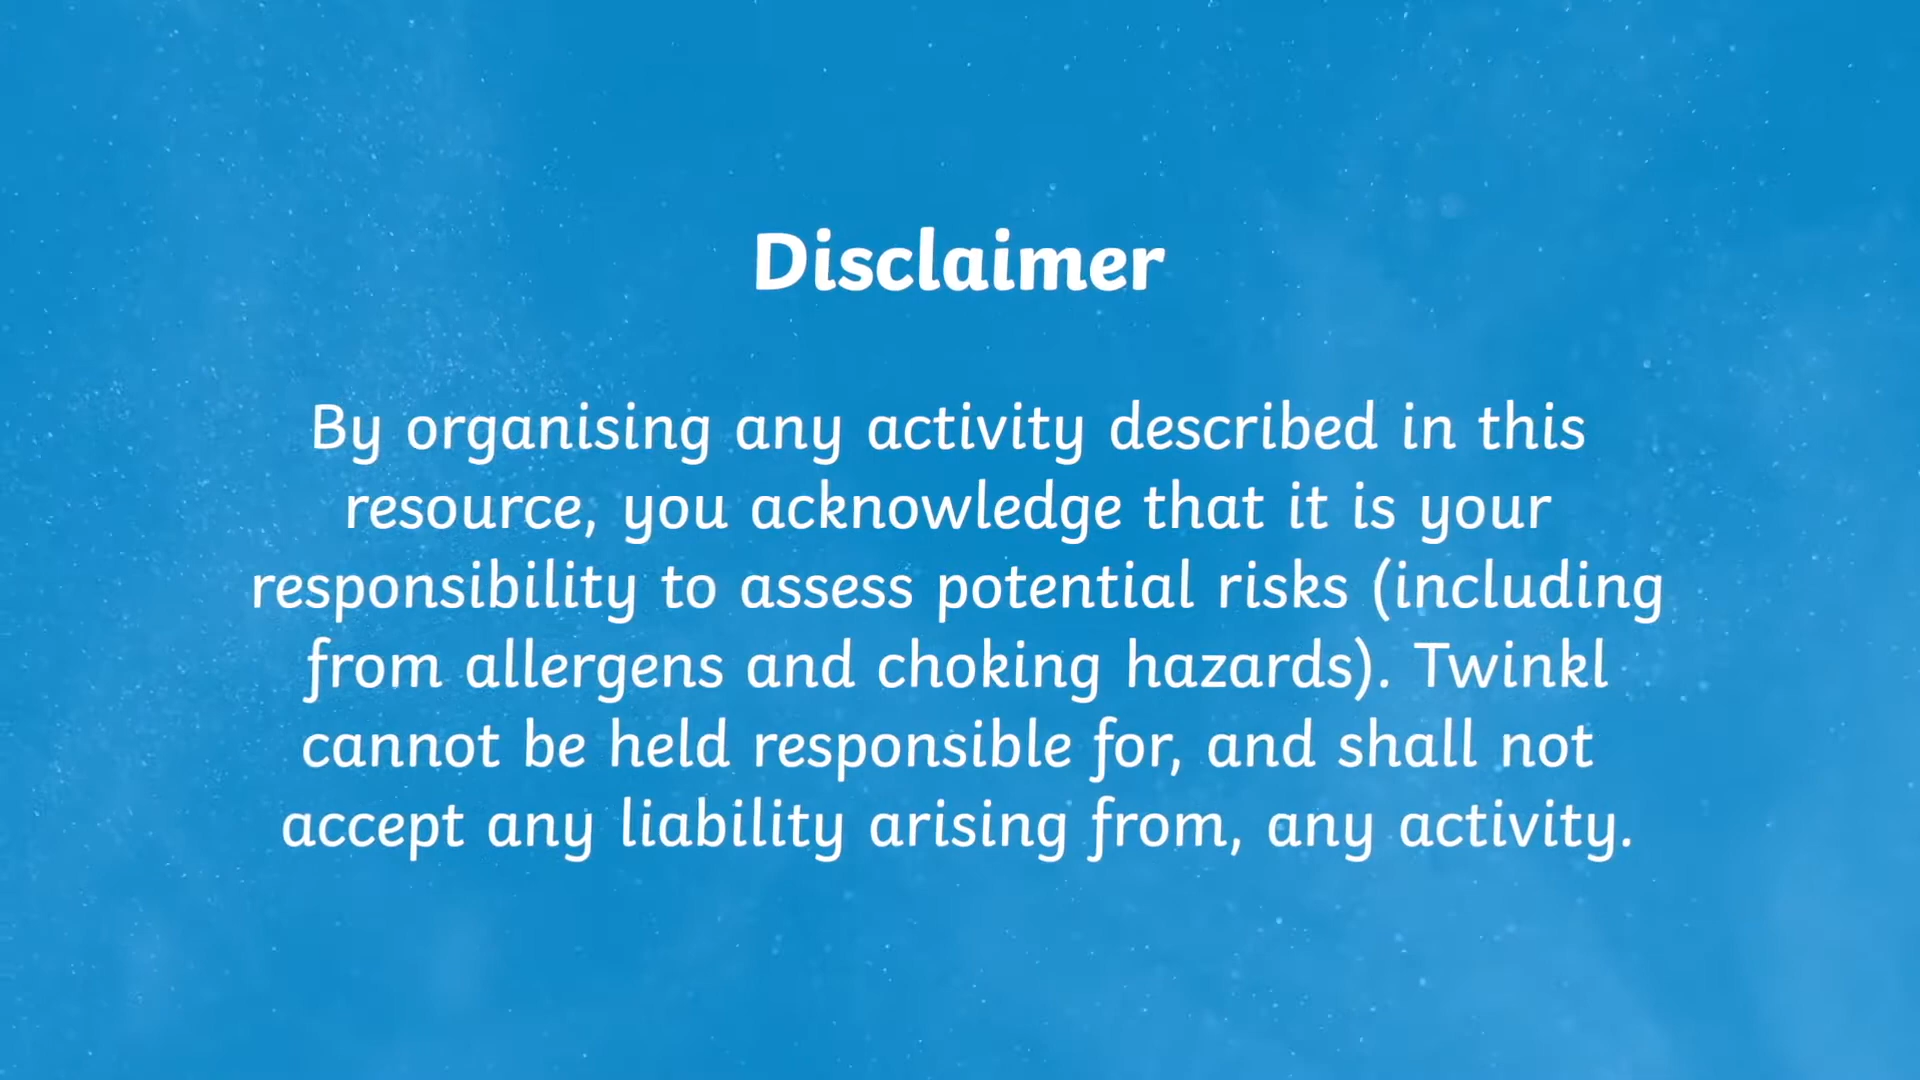 Disclaimer
By organising any activity described in this
resource, you acknowledge that it is your
responsibility to assess potential risks (including
from allergens and choking hazards). Twinkl
cannot be held responsible for, and shall not
accept any liability arising from, any activity.